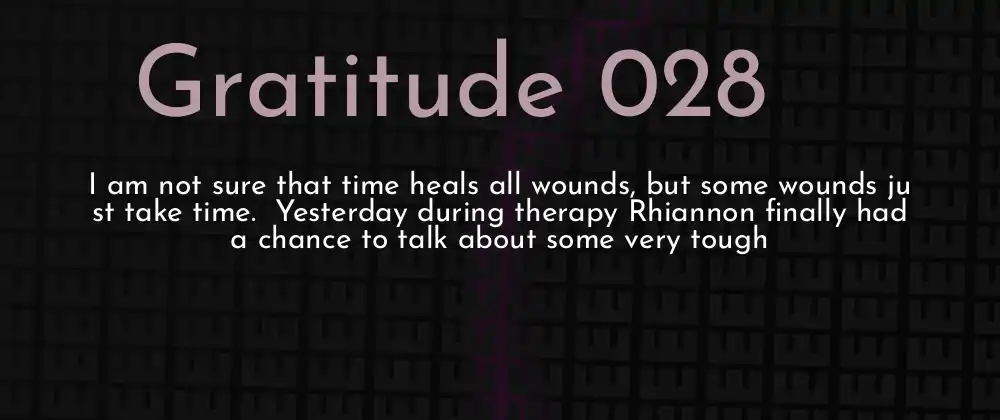 Gratitude 028
I am not sure that time heals all wounds, but some wounds ju
st take time.  Yesterday during therapy Rhiannon finally had
a chance to talk about some very tough